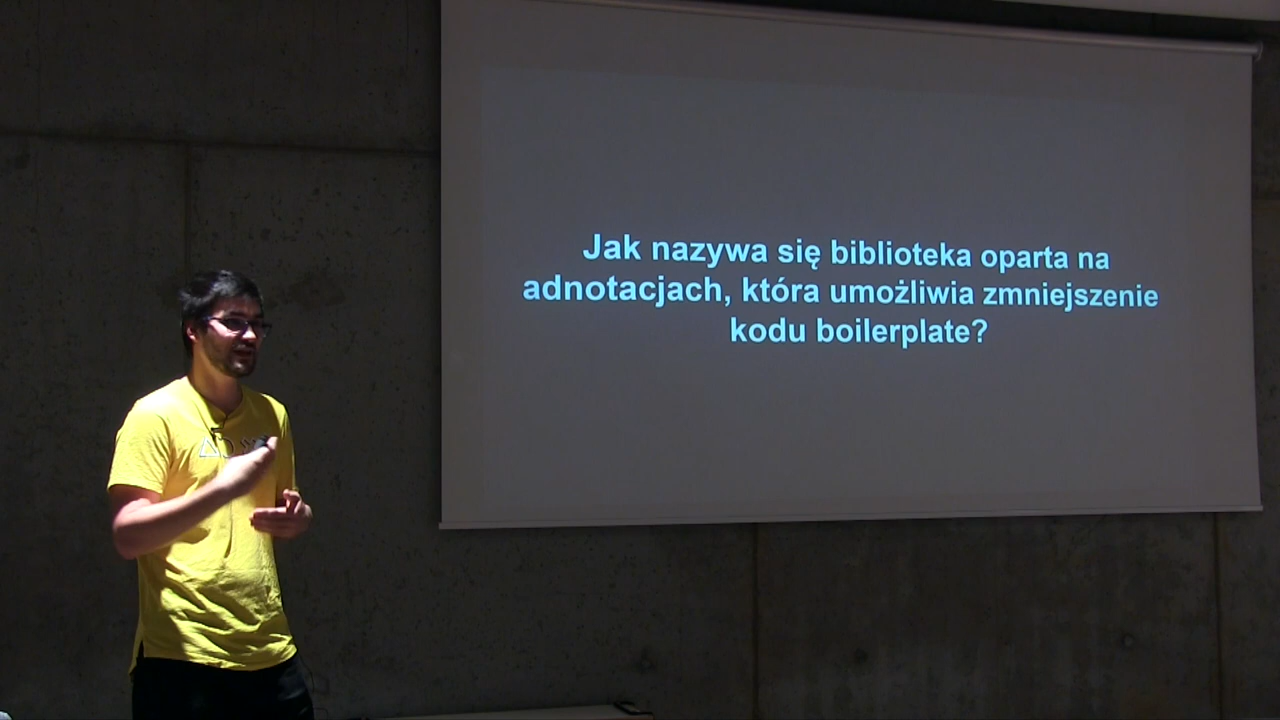 Jak nazywa się biblioteka oparta na
adnotacjach, która umożliwia zmniejszenie
kodu boilerplate?